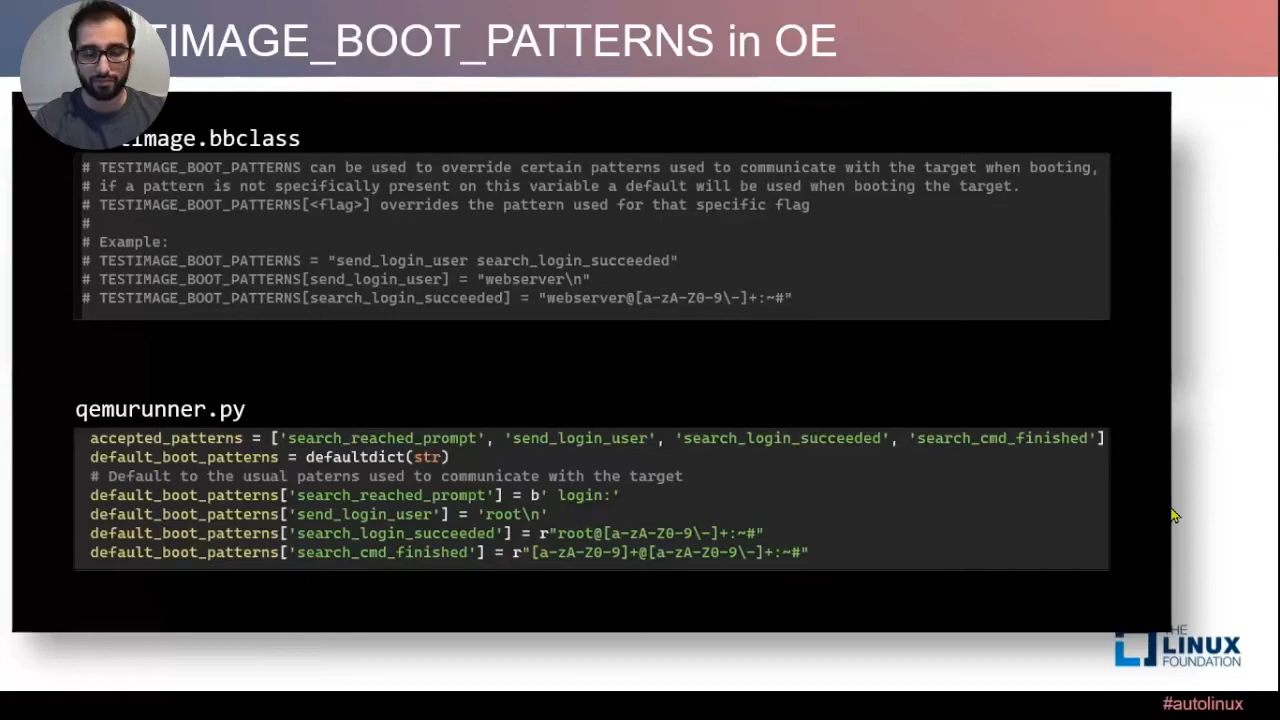 TIMAGE_BOOT_PATTERNS in OE
timage.bbclass
# TESTIMAGE_BOOT_PATTERNS can be used to override certain patterns used to communicate with the target when booting,
# if a pattern is not specifically present on this variable a default will be used when booting the target.
# TESTIMAGE_BOOT_PATTERNS[<flag>] overrides the pattern used for that specific flag
#
# Example:
# TESTIMAGE_BOOT_PATTERNS = "send_login_user search_login_succeeded"
# TESTIMAGE_BOOT_PATTERNS[send_login_user] = "webserver\n"
# TESTIMAGE_BOOT_PATTERNS[search_login_succeeded] = "webserver@[a-zA-Z0-9\-]+:~#"
qemurunner.py
accepted_patterns = ['search_reached_prompt', 'send_login_user', 'search_login_succeeded', 'search_cmd_finished']
default_boot_patterns = defaultdict(str)
# Default to the usual paterns used to communicate with the target
default_boot_patterns['search_reached_prompt'] = b' login:'
default_boot_patterns['send_login_user'] = 'root\n'
default_boot_patterns['search_login_succeeded'] = r"root@[a-zA-Z0-9\-]+:~#"
default_boot_patterns['search_cmd_finished'] = r"[a-zA-Z0-9]+@[a-zA-Z0-9\-]+:~#"
THE
LINUX
FOUNDATION
#autolinux